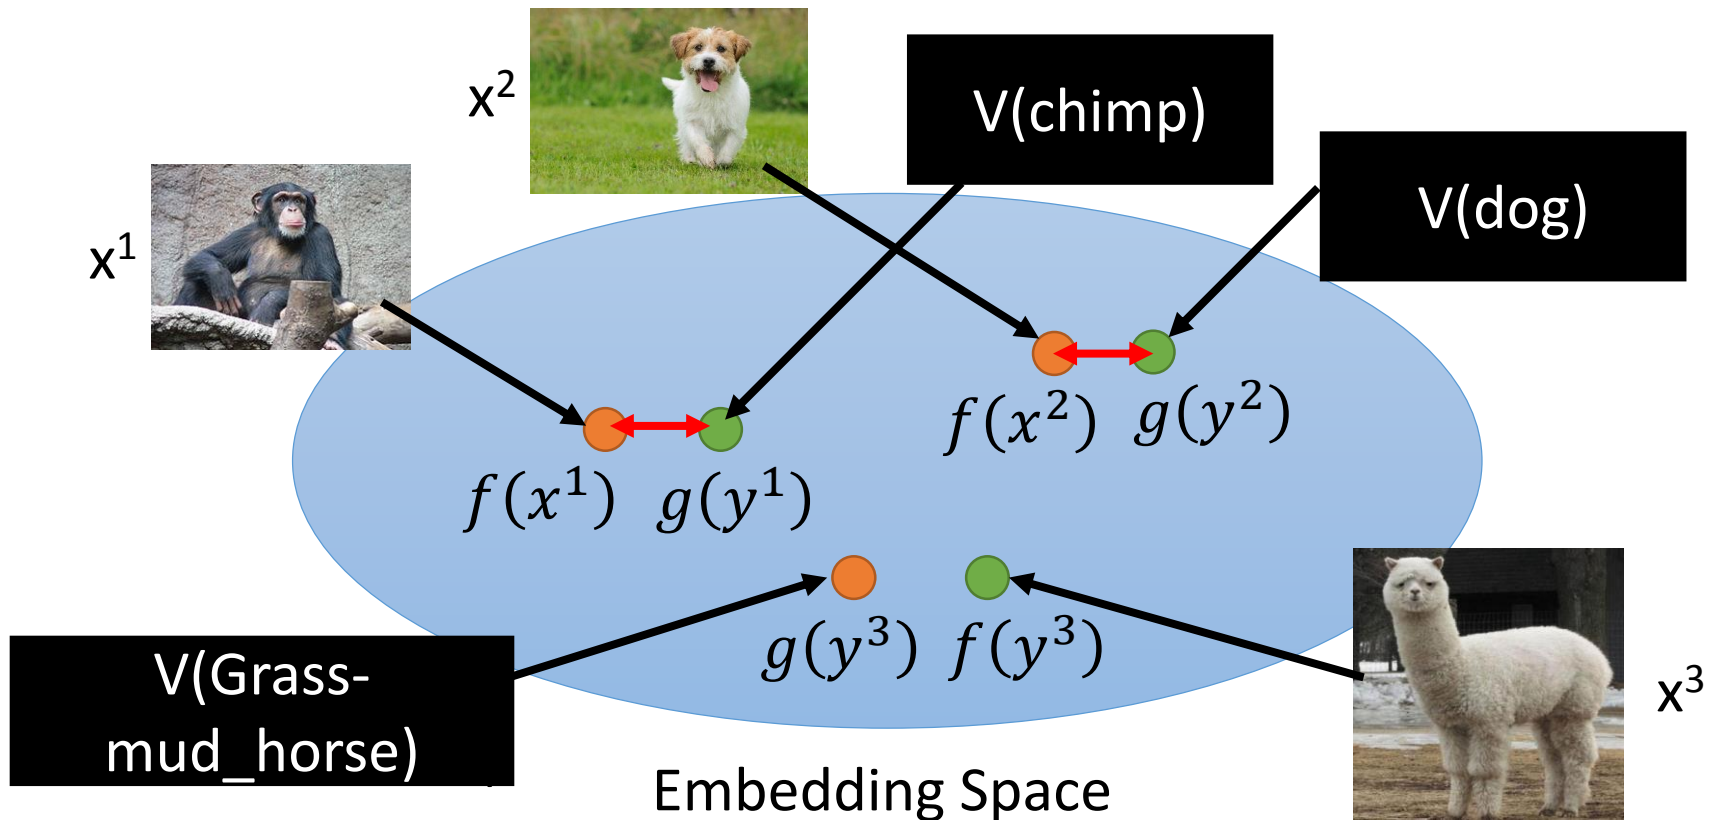 x²
V(chimp)
V(dog)
x¹
f(x²) g(y²)
f(x¹) g(y¹)
g(y³) f(y³)
V(Grass-
mud_horse)
x³
Embedding Space